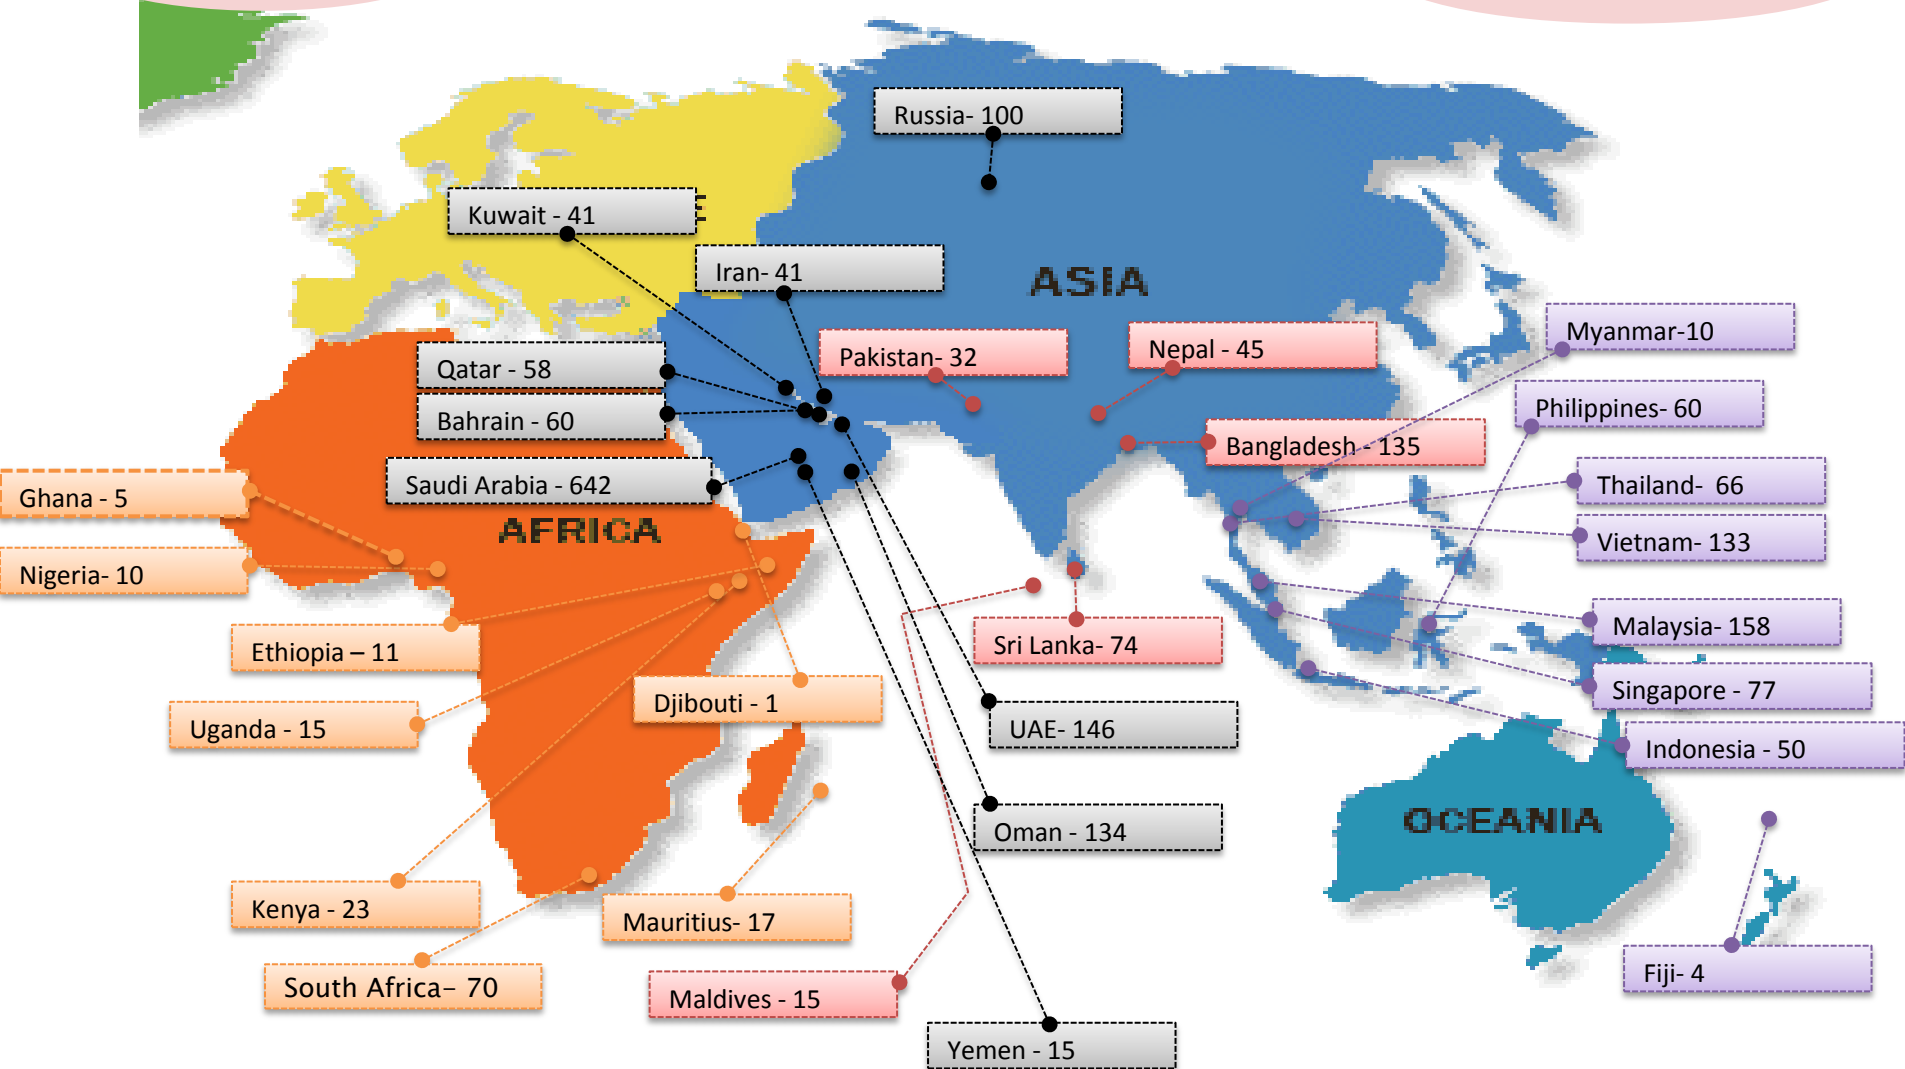 Russia- 100
Kuwait - 41
E
Iran- 41
ASIA
Myanmar-10
Pakistan- 32
Nepal - 45
Qatar - 58
Philippines- 60
Bahrain - 60
Bangladesh - 135
Saudi Arabia - 642
Thailand- 66
Ghana - 5
AFRICA
Vietnam- 133
Nigeria- 10
Malaysia- 158
Ethiopia – 11
Sri Lanka- 74
Singapore - 77
Djibouti - 1
Uganda - 15
UAE- 146
Indonesia - 50
OCEANIA
Oman - 134
Kenya - 23
Mauritius- 17
Fiji- 4
South Africa– 70
Maldives - 15
Yemen - 15